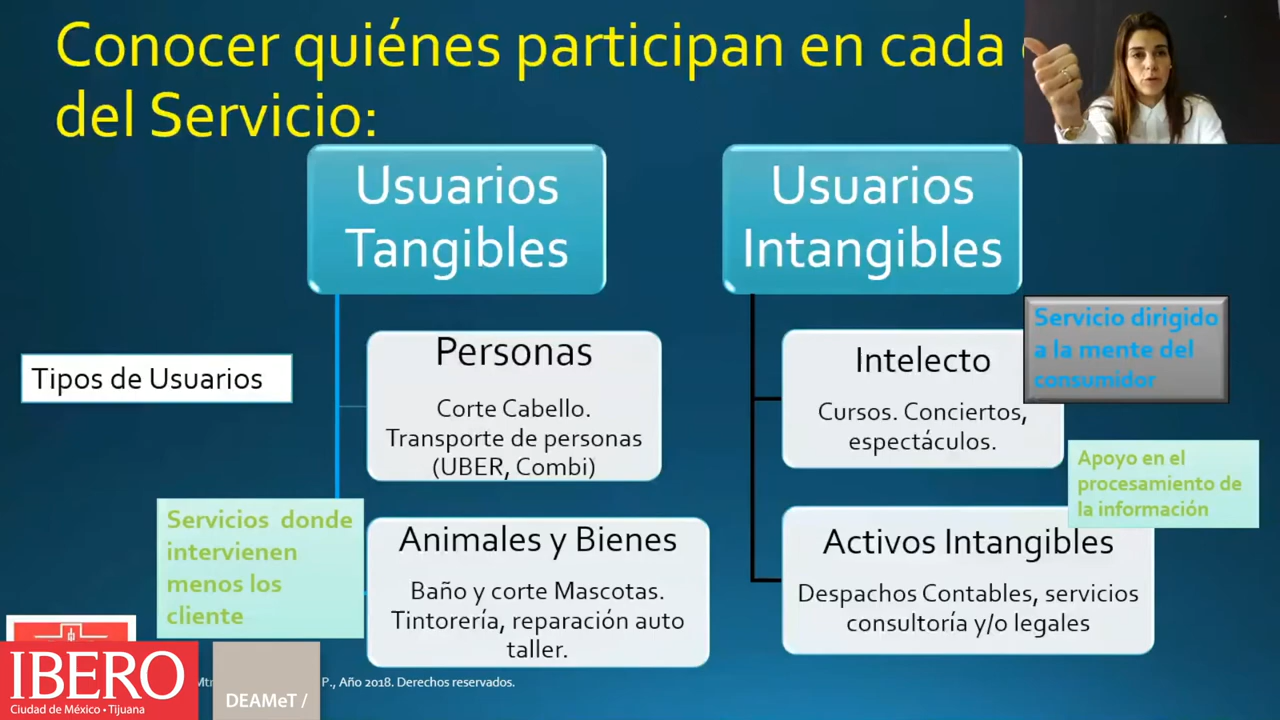 Conocer quiénes participan en cada
del Servicio:
Usuarios
Tangibles
Usuarios
Intangibles
Tipos de Usuarios
Personas
Corte Cabello.
Transporte de personas
(UBER, Combi)
Intelecto
Cursos. Conciertos,
espectáculos.
Servicio dirigido
a la mente del
consumidor
Apoyo en el
procesamiento de
la información
Servicios donde
intervienen
menos los
cliente
Animales y Bienes
Baño y corte Mascotas.
Tintorería, reparación auto
taller.
Activos Intangibles
Despachos Contables, servicios
consultoría y/o legales
P., Año 2018. Derechos reservados.
IBERO
Ciudad de México • Tijuana
DEAMeT /